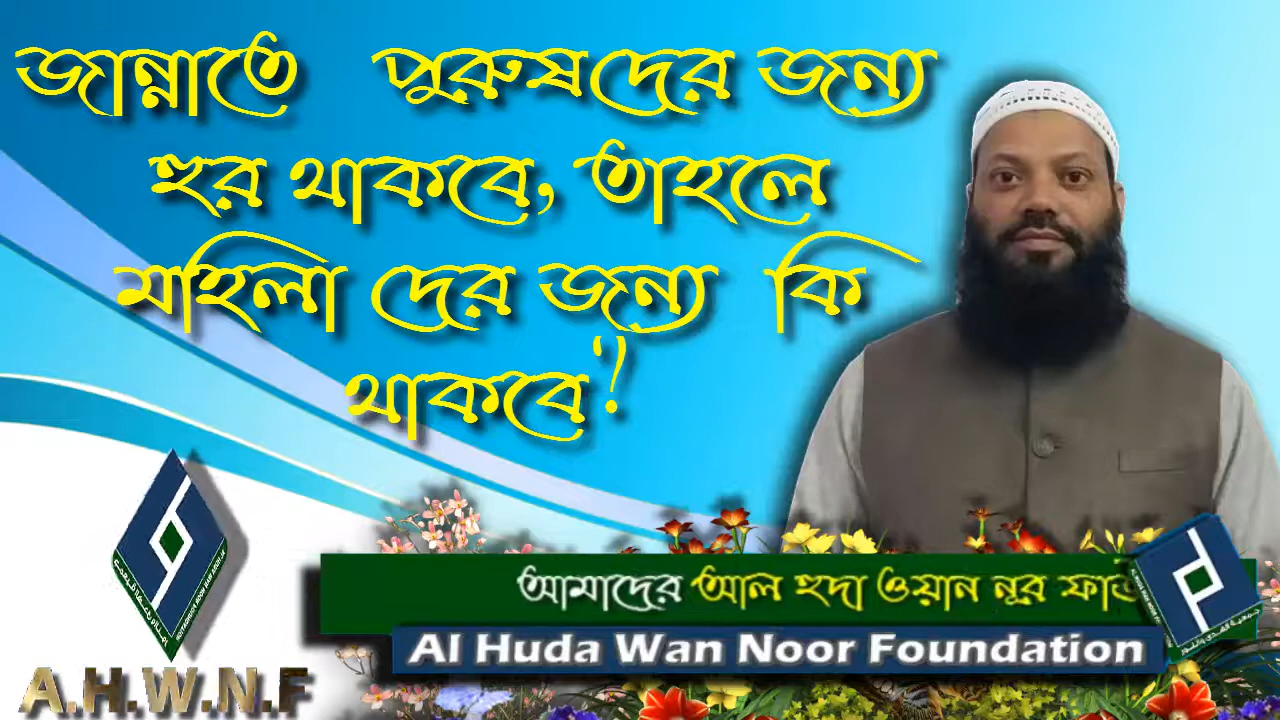 জান্নাতে পুরুষদের জন্য
হুর থাকবে, তাহলে
মহিলা দের জন্য কি
থাকবে?
আমাদের আল হুদা ওয়ান নূর ফাউ
Al Huda Wan Noor Foundation
A.H.W.N.F